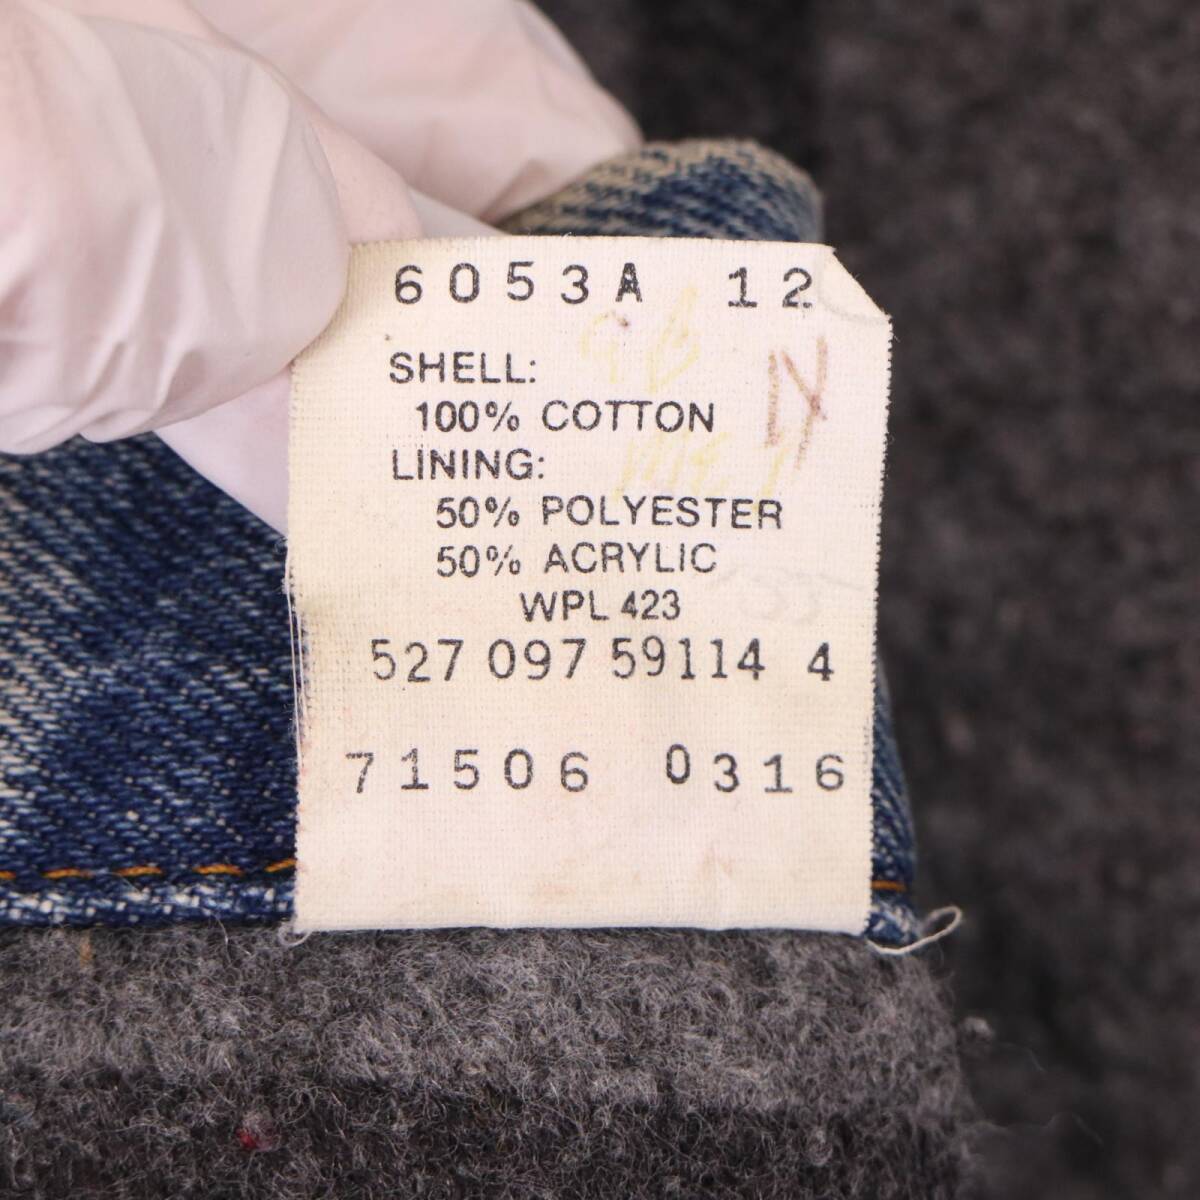 6053A 12
SHELL:
100% COTTON
LINING:
50% POLYESTER
50% ACRYLIC
WPL 423
527 097 59114 4
71506 0316